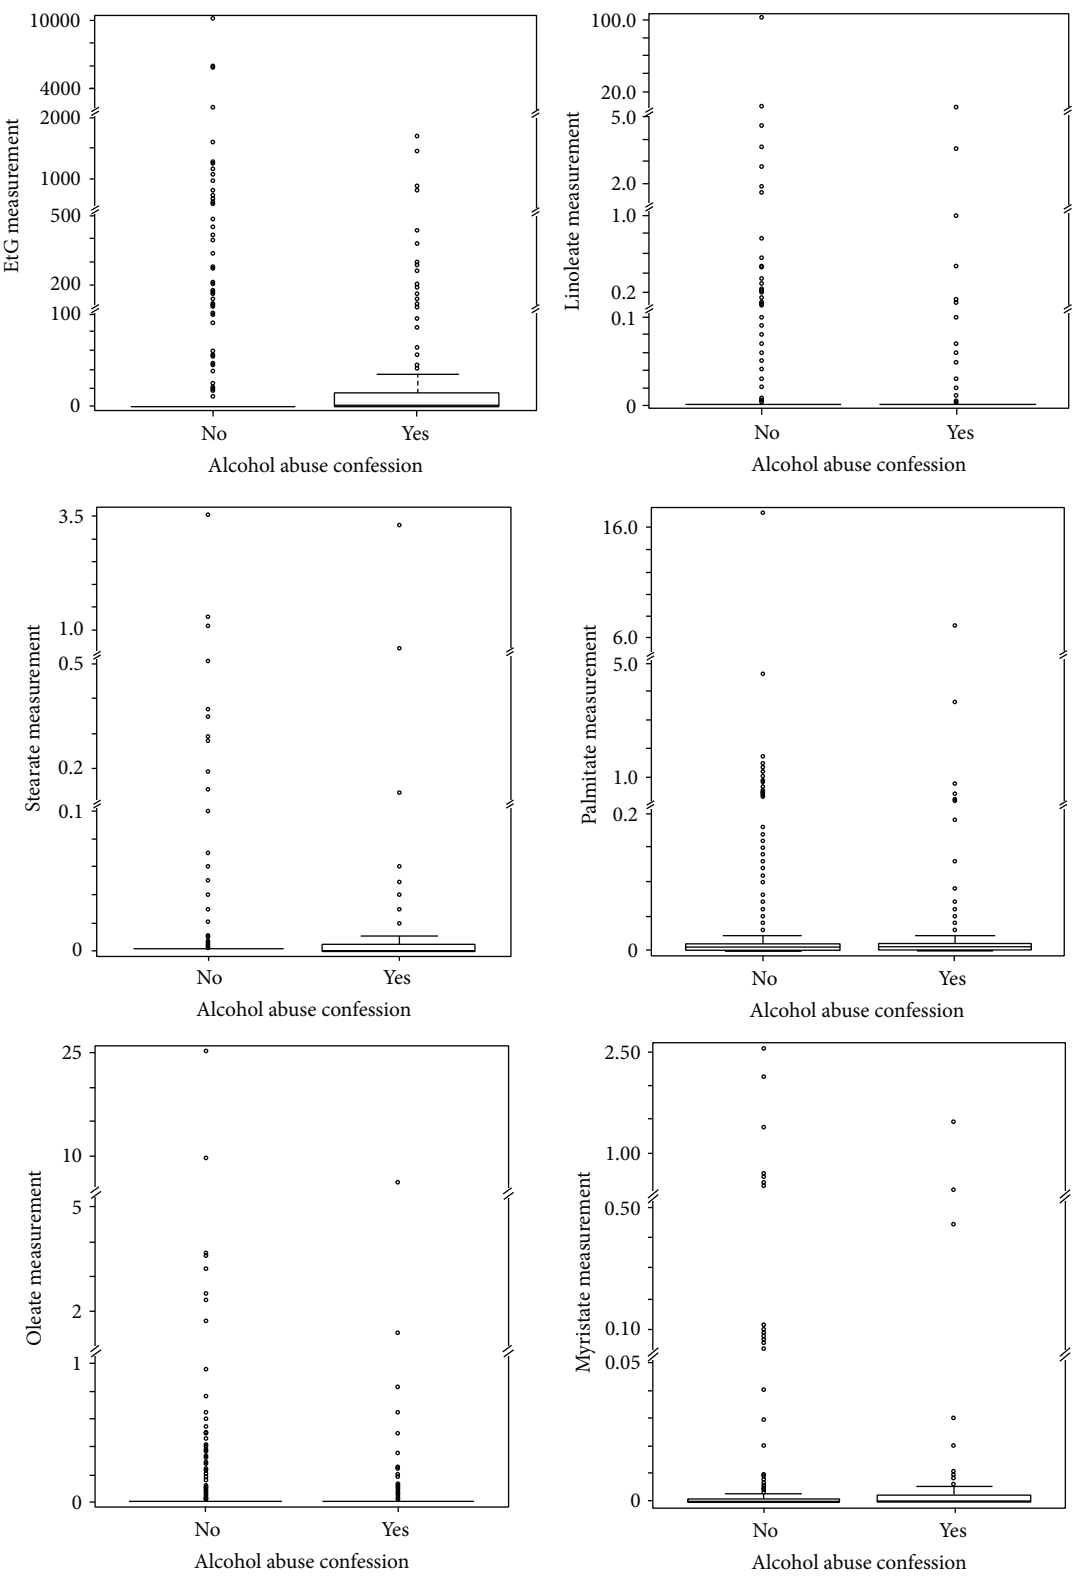 EtG measurement
10000
4000
2000
1000
500
200
100
0
No Yes
Alcohol abuse confession
Linoleate measurement
100.0
20.0
5.0
2.0
1.0
0.2
0.1
0
No Yes
Alcohol abuse confession
Stearate measurement
3.5
1.0
0.5
0.2
0.1
0
No Yes
Alcohol abuse confession
Palmitate measurement
16.0
6.0
5.0
1.0
0.2
0
No Yes
Alcohol abuse confession
Oleate measurement
25
10
5
2
1
0
No Yes
Alcohol abuse confession
Myristate measurement
2.50
1.00
0.50
0.10
0.05
0
No Yes
Alcohol abuse confession